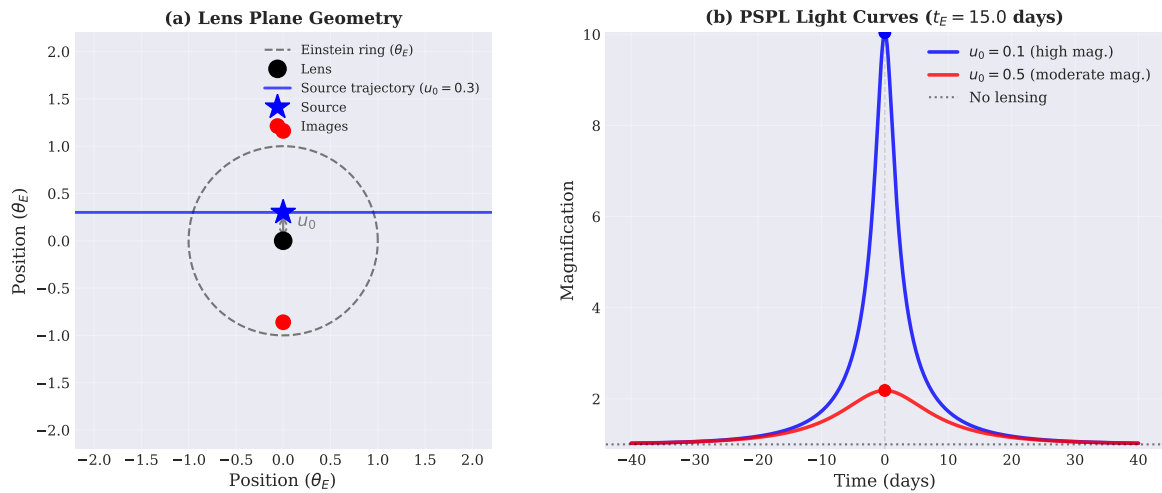 (a) Lens Plane Geometry
Einstein ring (θ_E)
Lens
Source trajectory (u₀ = 0.3)
Source
Images
u₀
2.0
1.5
1.0
0.5
0.0
−0.5
−1.0
−1.5
−2.0
Position (θ_E)
−2.0 −1.5 −1.0 −0.5 0.0 0.5 1.0 1.5 2.0
Position (θ_E)
(b) PSPL Light Curves (t_E = 15.0 days)
u₀ = 0.1 (high mag.)
u₀ = 0.5 (moderate mag.)
No lensing
10
8
6
4
2
Magnification
−40 −30 −20 −10 0 10 20 30 40
Time (days)